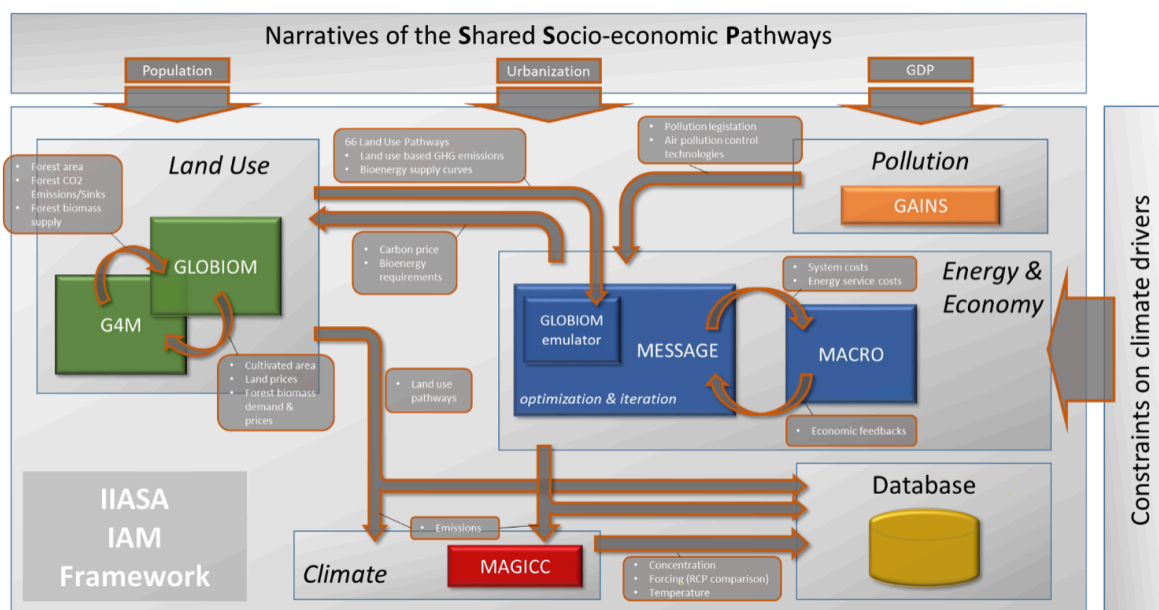 Narratives of the Shared Socio-economic Pathways
Population
Urbanization
GDP
Constraints on climate drivers
Land Use
• Forest area
• Forest CO2
Emissions/Sinks
• Forest biomass
supply
GLOBIOM
G4M
• Cultivated area
• Land prices
• Forest biomass
demand &
prices
66 Land Use Pathways
• Land use based GHG emissions
• Bioenergy supply curves
• Carbon price
• Bioenergy
requirements
• Pollution legislation
• Air pollution control
technologies
Pollution
GAINS
Energy &
Economy
• System costs
• Energy service costs
GLOBIOM
emulator
MESSAGE
MACRO
optimization & iteration
• Economic feedbacks
• Land use
pathways
Database
IIASA
IAM
Framework
• Emissions
Climate
MAGICC
• Concentration
• Forcing (RCP comparison)
• Temperature